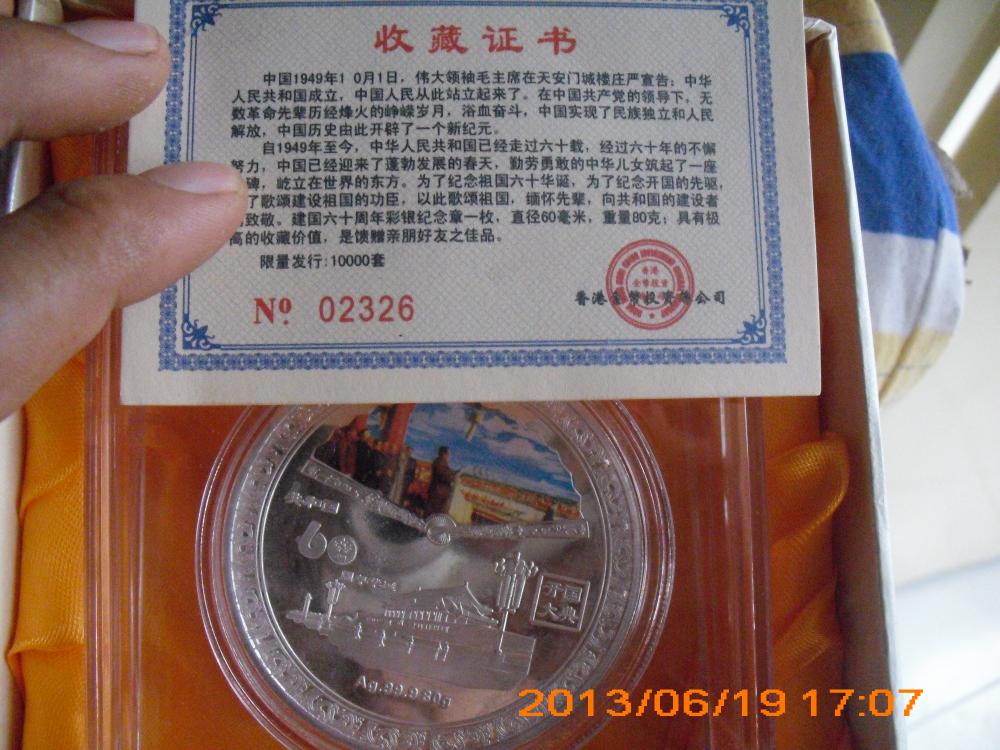 收藏证书
中国1949年10月1日，伟大领袖毛主席在天安门城楼庄严宣告：中华
人民共和国成立，中国人民从此站立起来了。在中国共产党的领导下，无
数革命先辈历经烽火的峥嵘岁月，浴血奋斗，中国实现了民族独立和人民
解放，中国历史由此开辟了一个新纪元。
自1949年至今，中华人民共和国已经走过六十载，经过六十年的不懈
努力，中国已经迎来了蓬勃发展的春天，勤劳勇敢的中华儿女筑起了一座
碑，屹立在世界的东方。为了纪念祖国六十华诞，为了纪念开国的先驱，
了歌颂建设祖国的功臣，以此歌颂祖国，缅怀先辈，向共和国的建设者
致敬。建国六十周年彩银纪念章一枚，直径60毫米，重量80克；具有极
高的收藏价值，是馈赠亲朋好友之佳品。
限量发行：10000套
香港金币投资 公司
香港
金币投资
Nº 02326
共和国
60
开国
大典
Ag.99.9 80g
2013/06/19 17:07